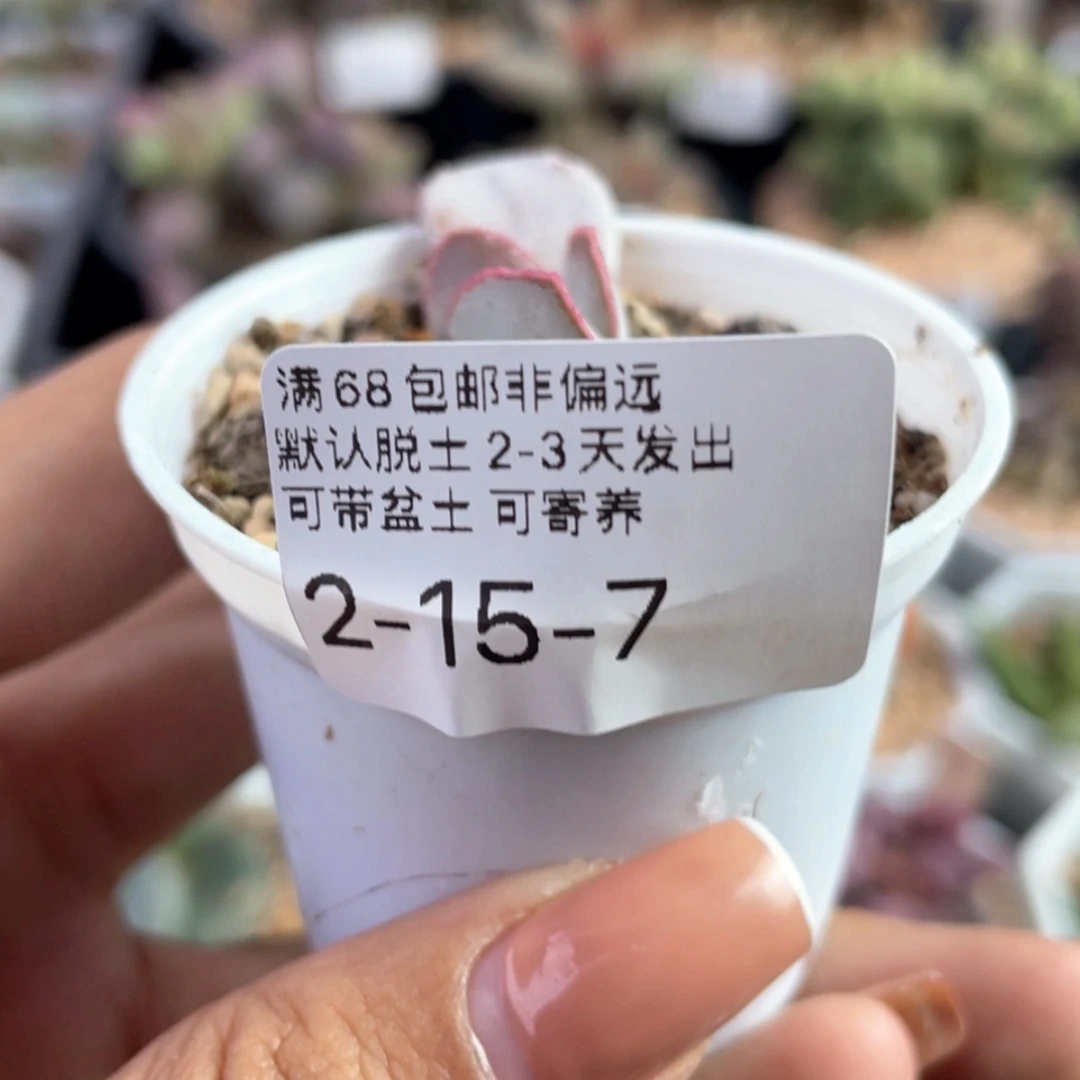 满68包邮非偏远
默认脱土2-3天发出
可带盆土 可寄养
2-15-7